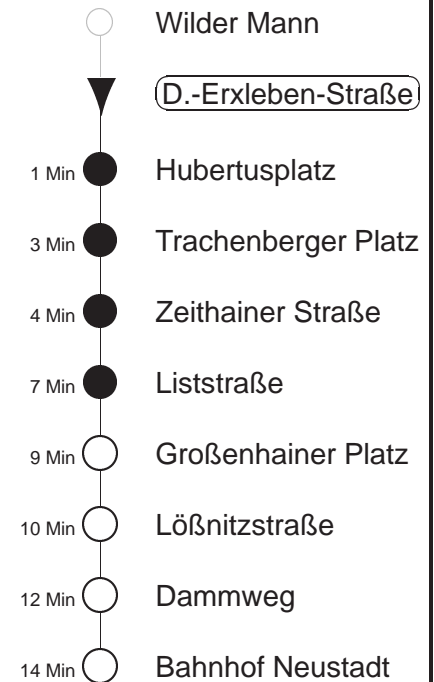 Wilder Mann
D.-Erxleben-Straße
1 Min Hubertusplatz
3 Min Trachenberger Platz
4 Min Zeithainer Straße
7 Min Liststraße
9 Min Großenhainer Platz
10 Min Lößnitzstraße
12 Min Dammweg
14 Min Bahnhof Neustadt